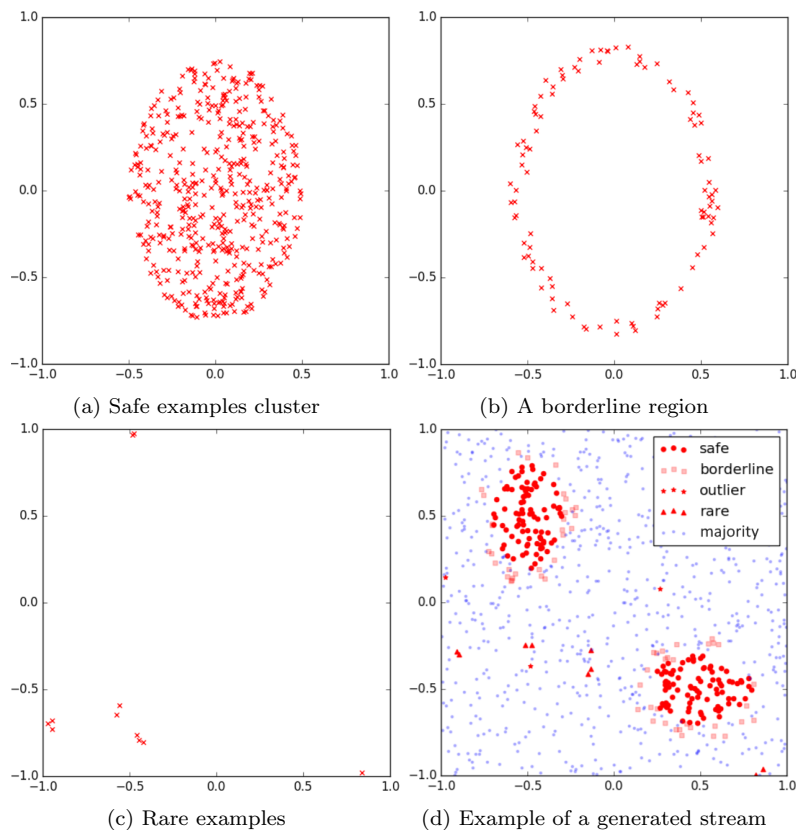 1.0
0.5
0.0
−0.5
−1.0
−1.0 −0.5 0.0 0.5 1.0
(a) Safe examples cluster
1.0
0.5
0.0
−0.5
−1.0
−1.0 −0.5 0.0 0.5 1.0
(b) A borderline region
1.0
0.5
0.0
−0.5
−1.0
−1.0 −0.5 0.0 0.5 1.0
(c) Rare examples
1.0
0.5
0.0
−0.5
−1.0
−1.0 −0.5 0.0 0.5 1.0
safe
borderline
outlier
rare
majority
(d) Example of a generated stream